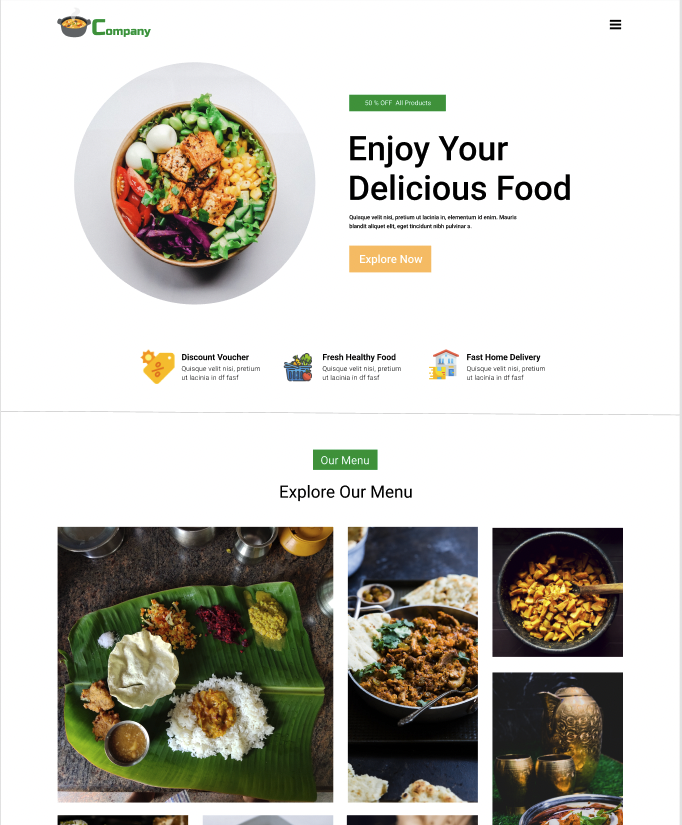 Company
50 % OFF All Products
Enjoy Your
Delicious Food
Quisque velit nisi, pretium ut lacinia in, elementum id enim. Mauris
blandit aliquet elit, eget tincidunt nibh pulvinar a.
Explore Now
Discount Voucher
Quisque velit nisi, pretium
ut lacinia in df fasf
Fresh Healthy Food
Quisque velit nisi, pretium
ut lacinia in df fasf
Fast Home Delivery
Quisque velit nisi, pretium
ut lacinia in df fasf
Our Menu
Explore Our Menu